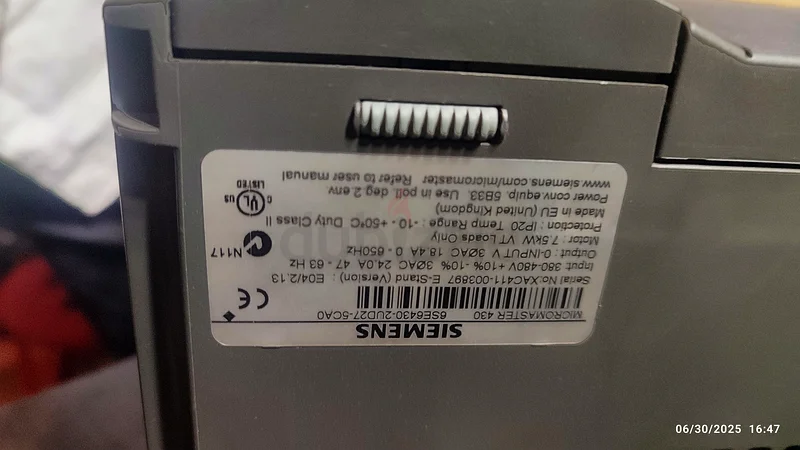 SIEMENS
MICROMASTER 430 6SE6430-2UD27-5CA0
Serial No:XAC411-003897 E-Stand (Version) : E04/2.13
Input: 380-480V +10% -10% 3ØAC 24.0A 47 - 63 Hz
Output : 0-INPUT V 3ØAC 18.4A 0 - 650Hz
Motor : 7.5kW VT Loads Only
Protection : IP20 Temp Range : -10 - +50ºC Duty Class II
Made in EU (United Kingdom)
Power conv.equip. 5B33. Use in poll. deg.2.env
www.siemens.com/micromaster Refer to user manual
CE
N117
C UL US
LISTED
06/30/2025 16:47